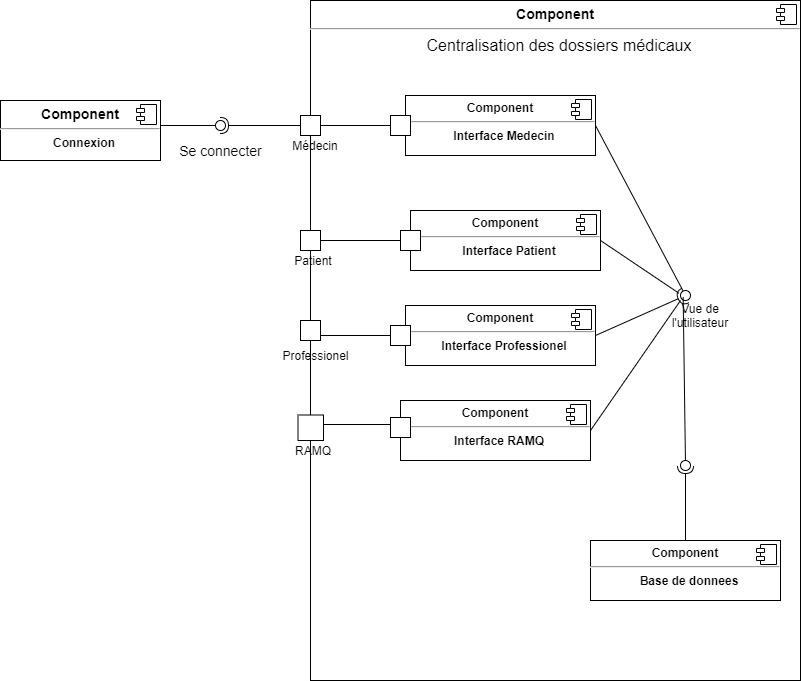 Component
Centralisation des dossiers médicaux
Component
Connexion
Se connecter
Médecin
Component
Interface Medecin
Patient
Component
Interface Patient
Professionel
Component
Interface Professionel
Vue de
l'utilisateur
RAMQ
Component
Interface RAMQ
Component
Base de donnees